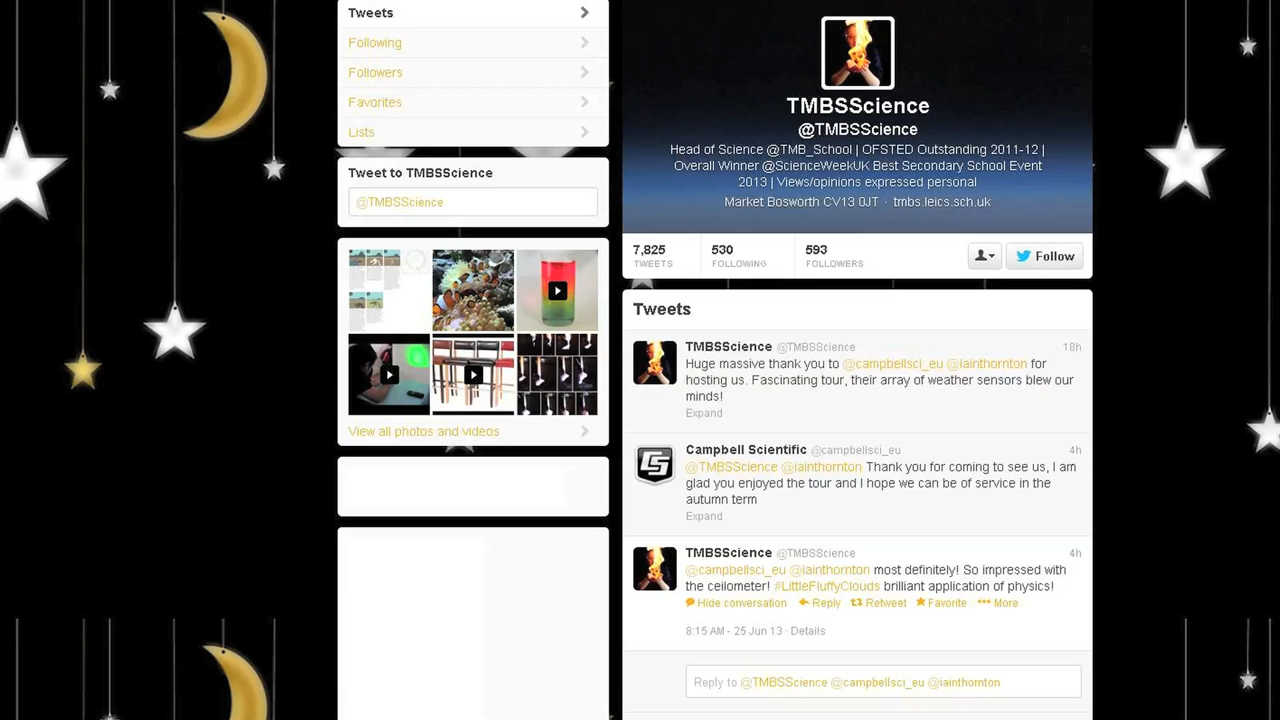 Tweets
Following
Followers
Favorites
Lists
Tweet to TMBSScience
@TMBSScience
View all photos and videos
TMBSScience
@TMBSScience
Head of Science @TMB_School | OFSTED Outstanding 2011-12 |
Overall Winner @ScienceWeekUK Best Secondary School Event
2013 | Views/opinions expressed personal
Market Bosworth CV13 0JT · tmbs.leics.sch.uk
7,825 530 593
TWEETS FOLLOWING FOLLOWERS
Follow
Tweets
TMBSScience @TMBSScience 18h
Huge massive thank you to @campbellsci_eu @iainthornton for
hosting us. Fascinating tour, their array of weather sensors blew our
minds!
Expand
Campbell Scientific @campbellsci_eu 4h
@TMBSScience @iainthornton Thank you for coming to see us, I am
glad you enjoyed the tour and I hope we can be of service in the
autumn term
Expand
TMBSScience @TMBSScience 4h
@campbellsci_eu @iainthornton most definitely! So impressed with
the ceilometer! #LittleFluffyClouds brilliant application of physics!
Hide conversation Reply Retweet Favorite More
8:15 AM - 25 Jun 13 · Details
Reply to @TMBSScience @campbellsci_eu @iainthornton